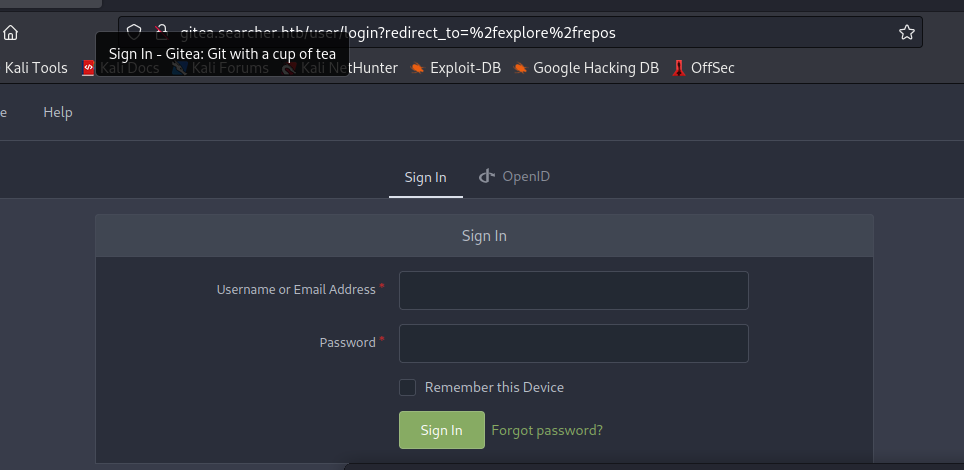 gitea.searcher.htb/user/login?redirect_to=%2fexplore%2frepos
Sign In - Gitea: Git with a cup of tea
Kali Tools Kali Docs Kali Forums Kali NetHunter Exploit-DB Google Hacking DB OffSec
e Help
Sign In OpenID
Sign In
Username or Email Address *
Password *
Remember this Device
Sign In Forgot password?